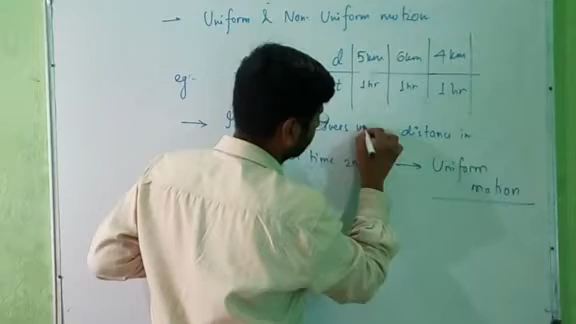 → Uniform & Non-Uniform motion
d 5km 6km 4km
eg:- t 1hr 1hr 1hr
→ distance in
time → Uniform
motion